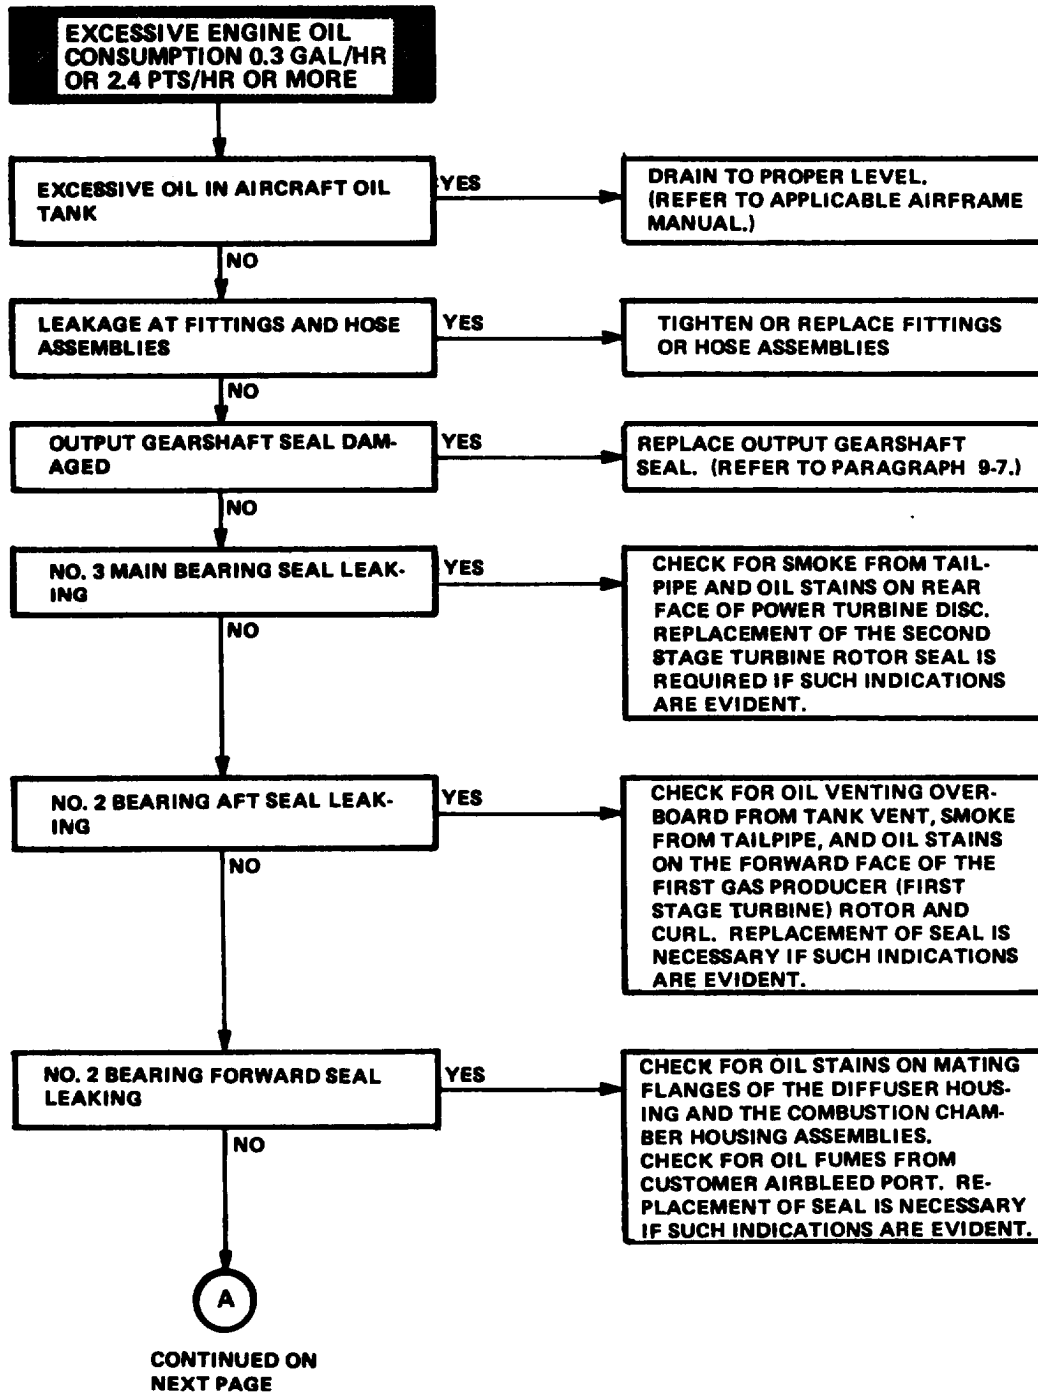 EXCESSIVE ENGINE OIL
CONSUMPTION 0.3 GAL/HR
OR 2.4 PTS/HR OR MORE
EXCESSIVE OIL IN AIRCRAFT OIL
TANK
YES
DRAIN TO PROPER LEVEL.
(REFER TO APPLICABLE AIRFRAME
MANUAL.)
NO
LEAKAGE AT FITTINGS AND HOSE
ASSEMBLIES
YES
TIGHTEN OR REPLACE FITTINGS
OR HOSE ASSEMBLIES
NO
OUTPUT GEARSHAFT SEAL DAM-
AGED
YES
REPLACE OUTPUT GEARSHAFT
SEAL. (REFER TO PARAGRAPH 9-7.)
NO
NO. 3 MAIN BEARING SEAL LEAK-
ING
YES
CHECK FOR SMOKE FROM TAIL-
PIPE AND OIL STAINS ON REAR
FACE OF POWER TURBINE DISC.
REPLACEMENT OF THE SECOND
STAGE TURBINE ROTOR SEAL IS
REQUIRED IF SUCH INDICATIONS
ARE EVIDENT.
NO
NO. 2 BEARING AFT SEAL LEAK-
ING
YES
CHECK FOR OIL VENTING OVER-
BOARD FROM TANK VENT, SMOKE
FROM TAILPIPE, AND OIL STAINS
ON THE FORWARD FACE OF THE
FIRST GAS PRODUCER (FIRST
STAGE TURBINE) ROTOR AND
CURL. REPLACEMENT OF SEAL IS
NECESSARY IF SUCH INDICATIONS
ARE EVIDENT.
NO
NO. 2 BEARING FORWARD SEAL
LEAKING
YES
CHECK FOR OIL STAINS ON MATING
FLANGES OF THE DIFFUSER HOUS-
ING AND THE COMBUSTION CHAM-
BER HOUSING ASSEMBLIES.
CHECK FOR OIL FUMES FROM
CUSTOMER AIRBLEED PORT. RE-
PLACEMENT OF SEAL IS NECESSARY
IF SUCH INDICATIONS ARE EVIDENT.
NO
A
CONTINUED ON
NEXT PAGE